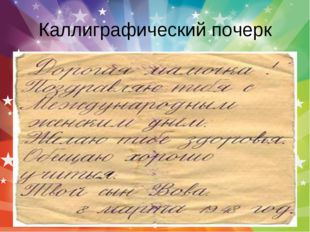 Каллиграфический почерк
Дорогая мамочка!
Поздравляю тебя с
Международным
женским днём.
Желаю тебе здоровья.
Обещаю хорошо
учиться.
Твой сын Вова.
8 марта 1948 год.